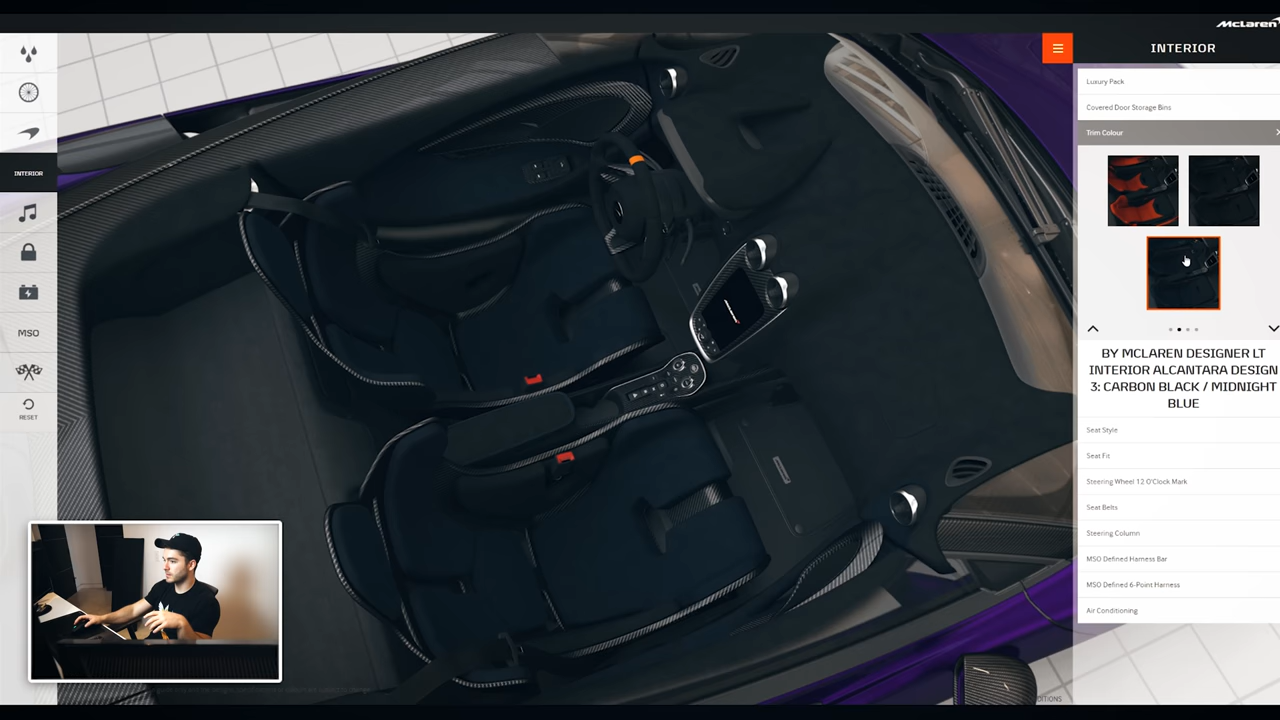 McLaren
INTERIOR
Luxury Pack
Covered Door Storage Bins
Trim Colour
INTERIOR
BY MCLAREN DESIGNER LT
INTERIOR ALCANTARA DESIGN
3: CARBON BLACK / MIDNIGHT
BLUE
MSO
RESET
Seat Style
Seat Fit
Steering Wheel 12 O'Clock Mark
Seat Belts
Steering Column
MSO Defined Harness Bar
MSO Defined 6-Point Harness
Air Conditioning